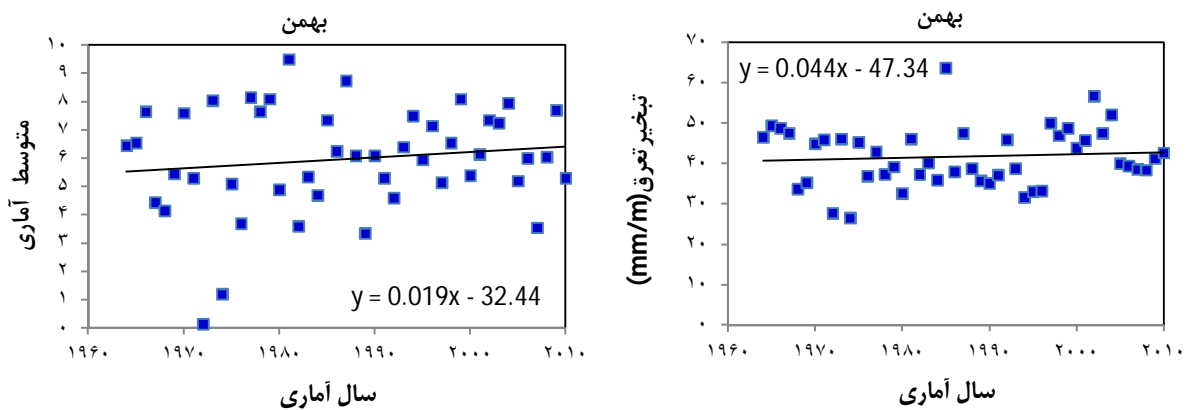 بهمن
متوسط آماری
۱۰
۹
۸
۷
۶
۵
۴
۳
۲
۱
۰
y = 0.019x - 32.44
۱۹۶۰ ۱۹۷۰ ۱۹۸۰ ۱۹۹۰ ۲۰۰۰ ۲۰۱۰
سال آماری
بهمن
تبخیر تعرق(mm/m)
۷۰
y = 0.044x - 47.34
۶۰
۵۰
۴۰
۳۰
۲۰
۱۰
۰
۱۹۶۰ ۱۹۷۰ ۱۹۸۰ ۱۹۹۰ ۲۰۰۰ ۲۰۱۰
سال آماری